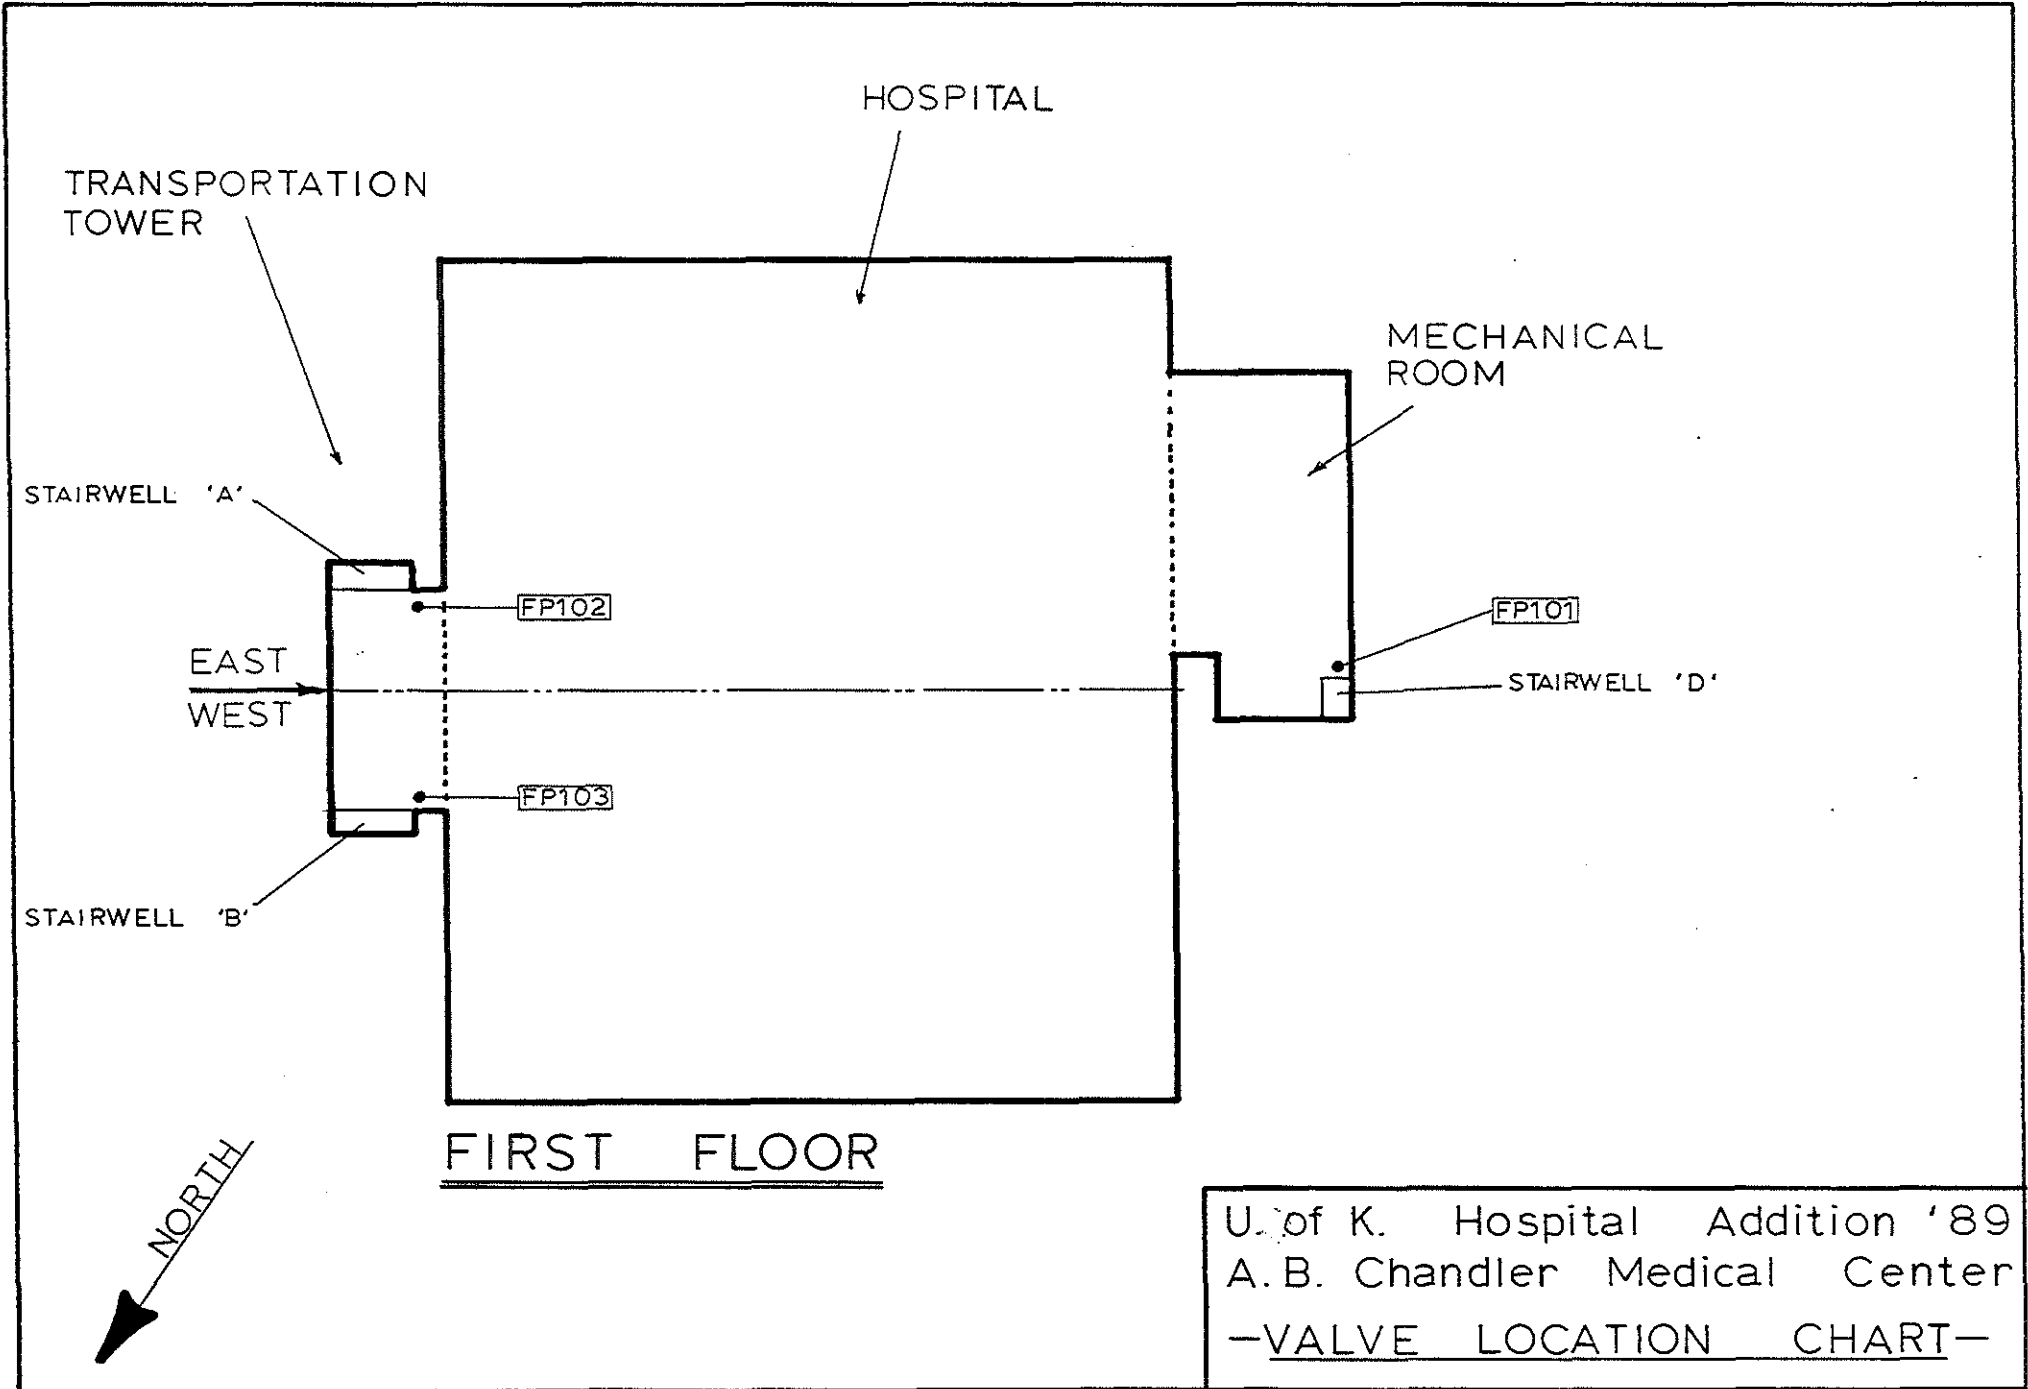 HOSPITAL
TRANSPORTATION
TOWER
MECHANICAL
ROOM
STAIRWELL 'A'
FP102
FP101
EAST
WEST
STAIRWELL 'D'
FP103
STAIRWELL 'B'
FIRST FLOOR
NORTH
U. of K. Hospital Addition '89
A. B. Chandler Medical Center
—VALVE LOCATION CHART—